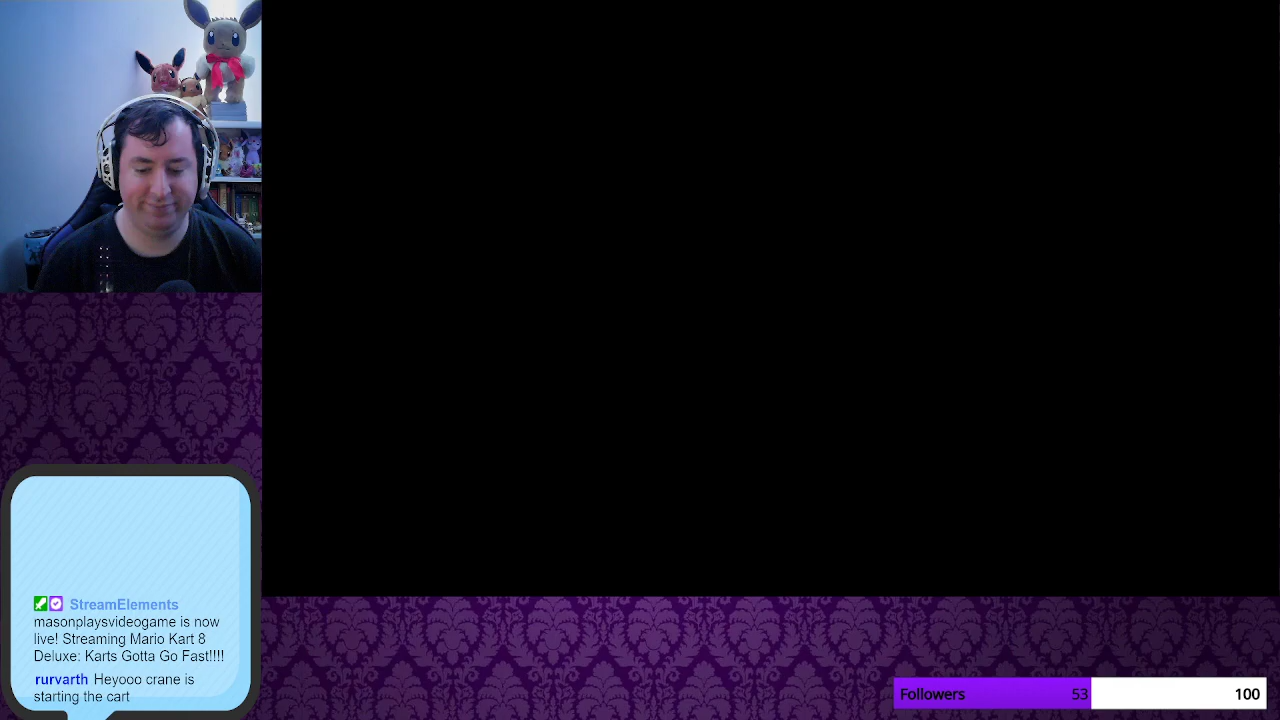 StreamElements
masonplaysvideogame is now
live! Streaming Mario Kart 8
Deluxe: Karts Gotta Go Fast!!!!
rurvarth Heyooo crane is
starting the cart
Followers 53 100